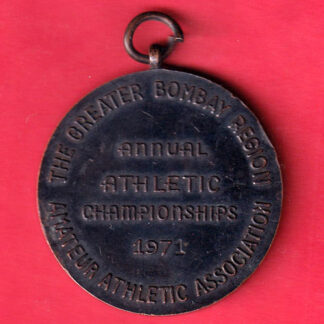 THE GREATER BOMBAY REGION
ANNUAL
ATHLETIC
CHAMPIONSHIPS
1971
AMATEUR ATHLETIC ASSOCIATION